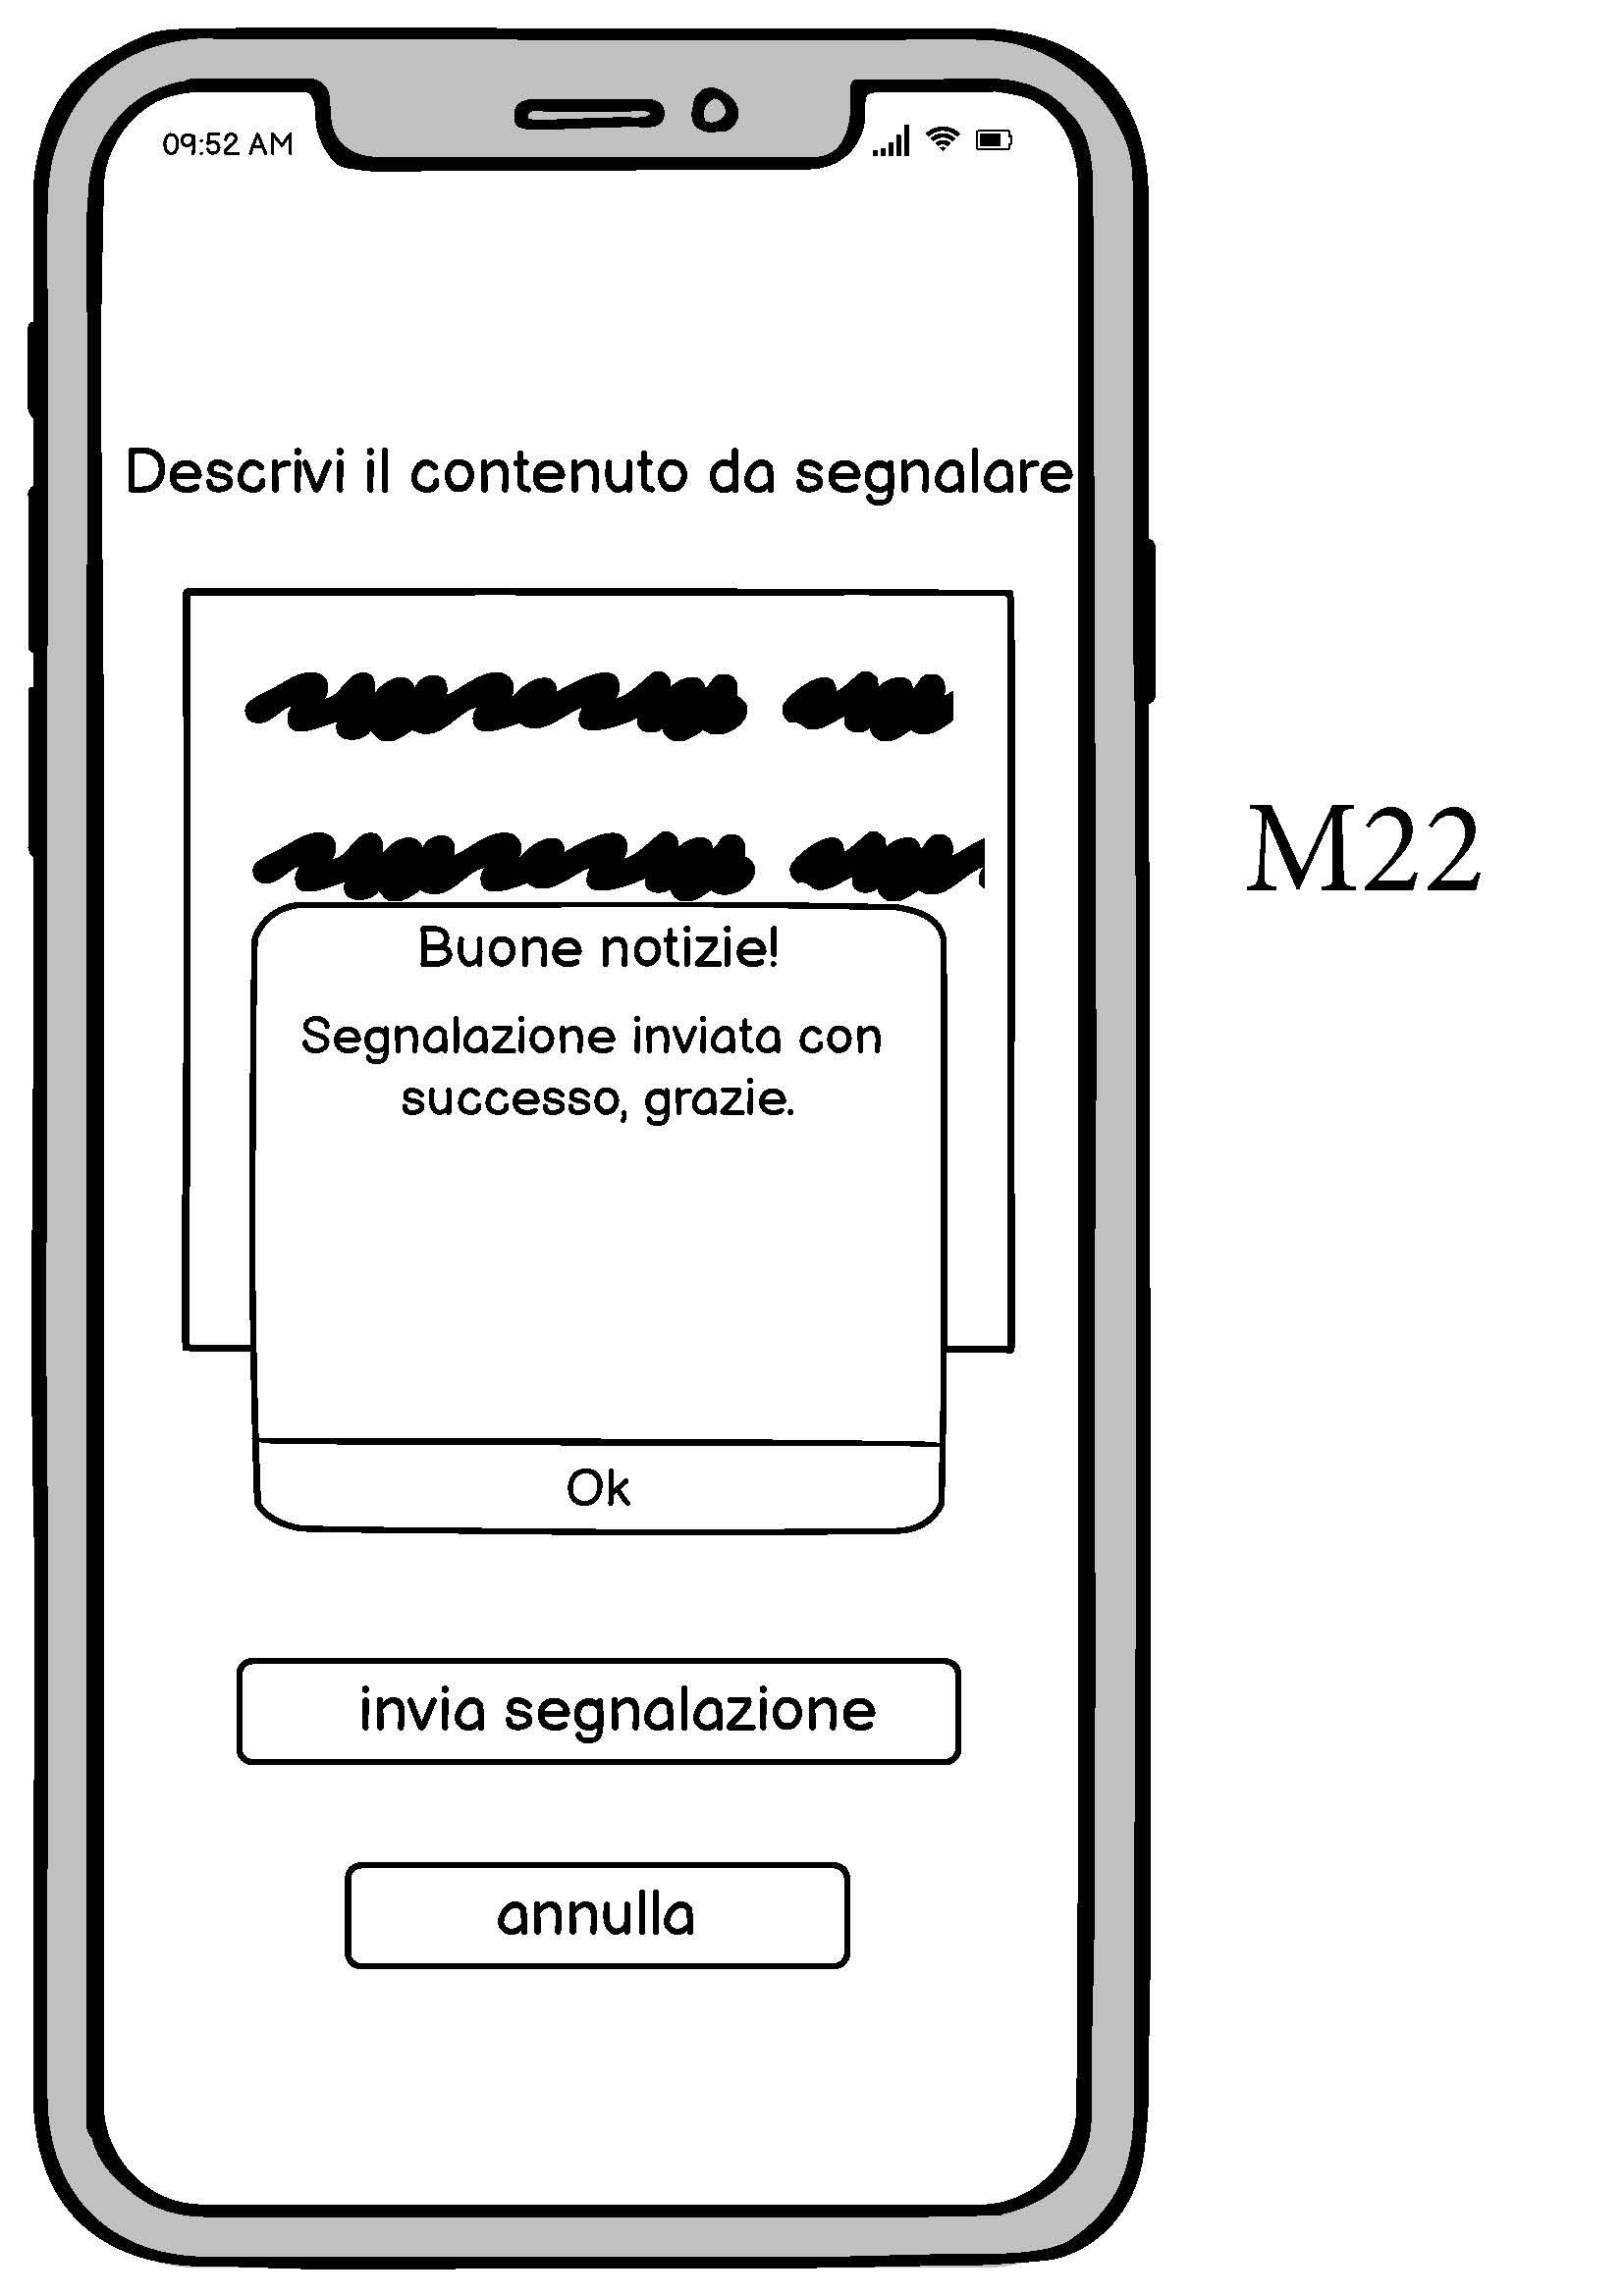 09:52 AM
Descrivi il contenuto da segnalare
Buone notizie!
Segnalazione inviata con
successo, grazie.
Ok
invia segnalazione
annulla
M22